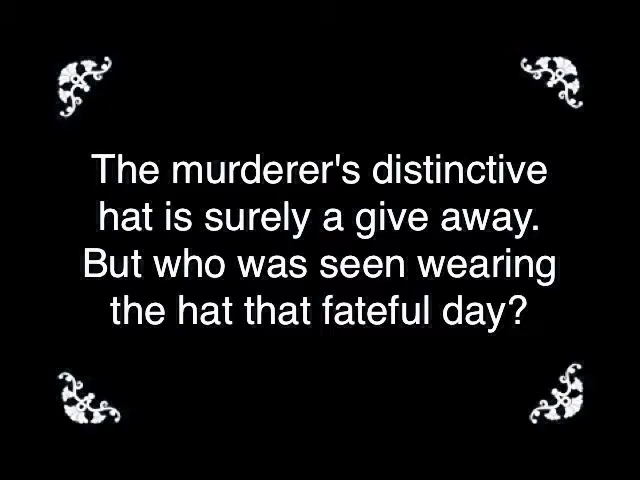 The murderer's distinctive
hat is surely a give away.
But who was seen wearing
the hat that fateful day?